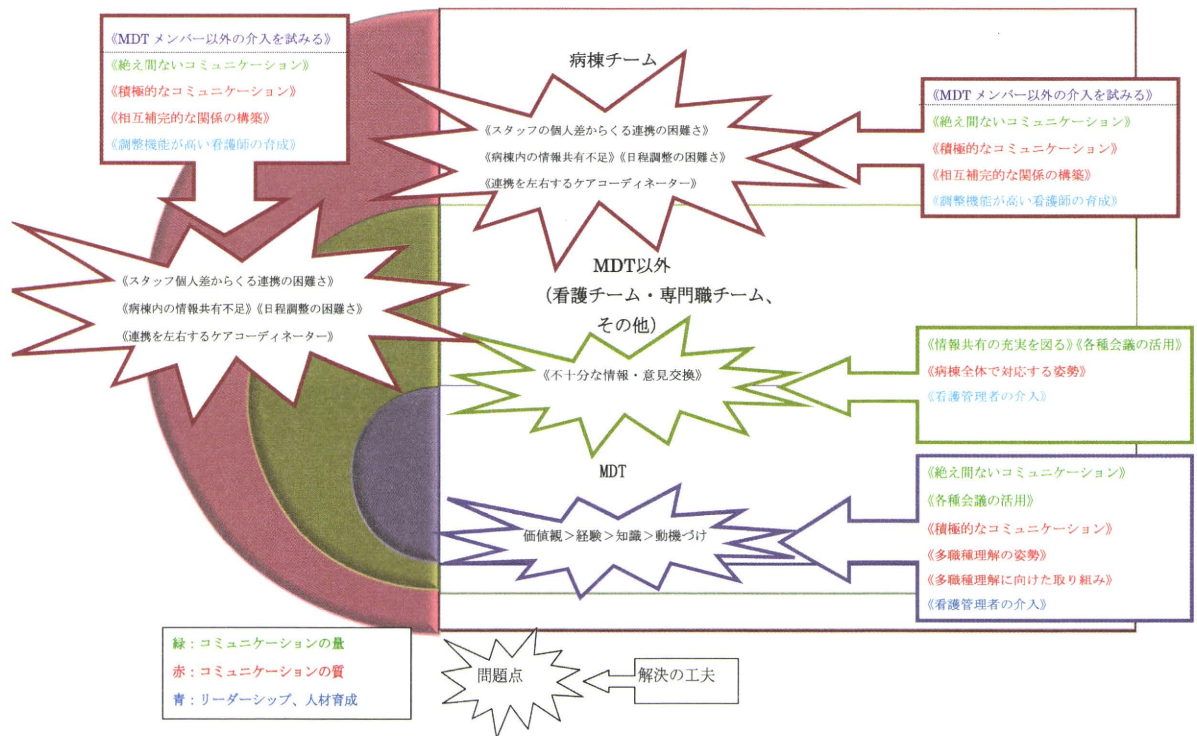 《MDT メンバー以外の介入を試みる》
《絶え間ないコミュニケーション》
《積極的なコミュニケーション》
《相互補完的な関係の構築》
《調整機能が高い看護師の育成》
《スタッフ個人差からくる連携の困難さ》
《病棟内の情報共有不足》《日程調整の困難さ》
《連携を左右するケアコーディネーター》
病棟チーム
《スタッフの個人差からくる連携の困難さ》
《病棟内の情報共有不足》《日程調整の困難さ》
《連携を左右するケアコーディネーター》
《MDT メンバー以外の介入を試みる》
《絶え間ないコミュニケーション》
《積極的なコミュニケーション》
《相互補完的な関係の構築》
《調整機能が高い看護師の育成》
MDT以外
（看護チーム・専門職チーム、
その他）
《不十分な情報・意見交換》
《情報共有の充実を図る》《各種会議の活用》
《病棟全体で対応する姿勢》
《看護管理者の介入》
MDT
価値観＞経験＞知識＞動機づけ
《絶え間ないコミュニケーション》
《各種会議の活用》
《積極的なコミュニケーション》
《多職種理解の姿勢》
《多職種理解に向けた取り組み》
《看護管理者の介入》
緑：コミュニケーションの量
赤：コミュニケーションの質
青：リーダーシップ、人材育成
問題点
解決の工夫